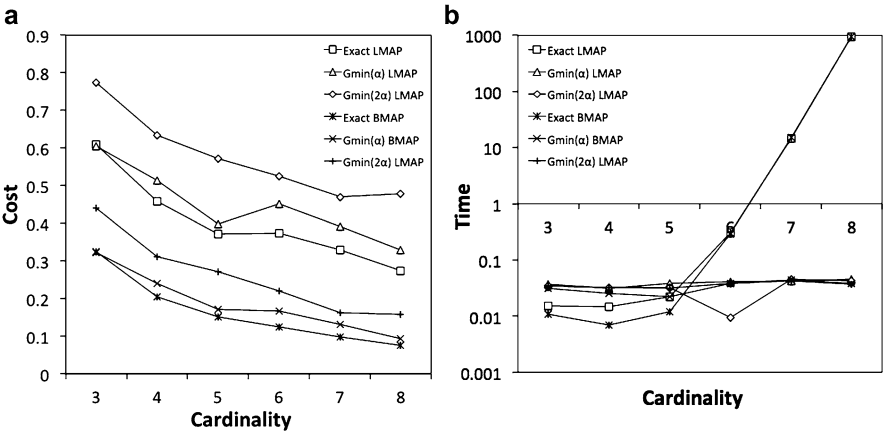 a
0.9
0.8
0.7
0.6
0.5
0.4
0.3
0.2
0.1
0
Cost
3 4 5 6 7 8
Cardinality
Exact LMAP
Gmin(α) LMAP
Gmin(2α) LMAP
Exact BMAP
Gmin(α) BMAP
Gmin(2α) LMAP
b
1000
100
10
1
0.1
0.01
0.001
Time
3 4 5 6 7 8
Cardinality
Exact LMAP
Gmin(α) LMAP
Gmin(2α) LMAP
Exact BMAP
Gmin(α) BMAP
Gmin(2α) LMAP